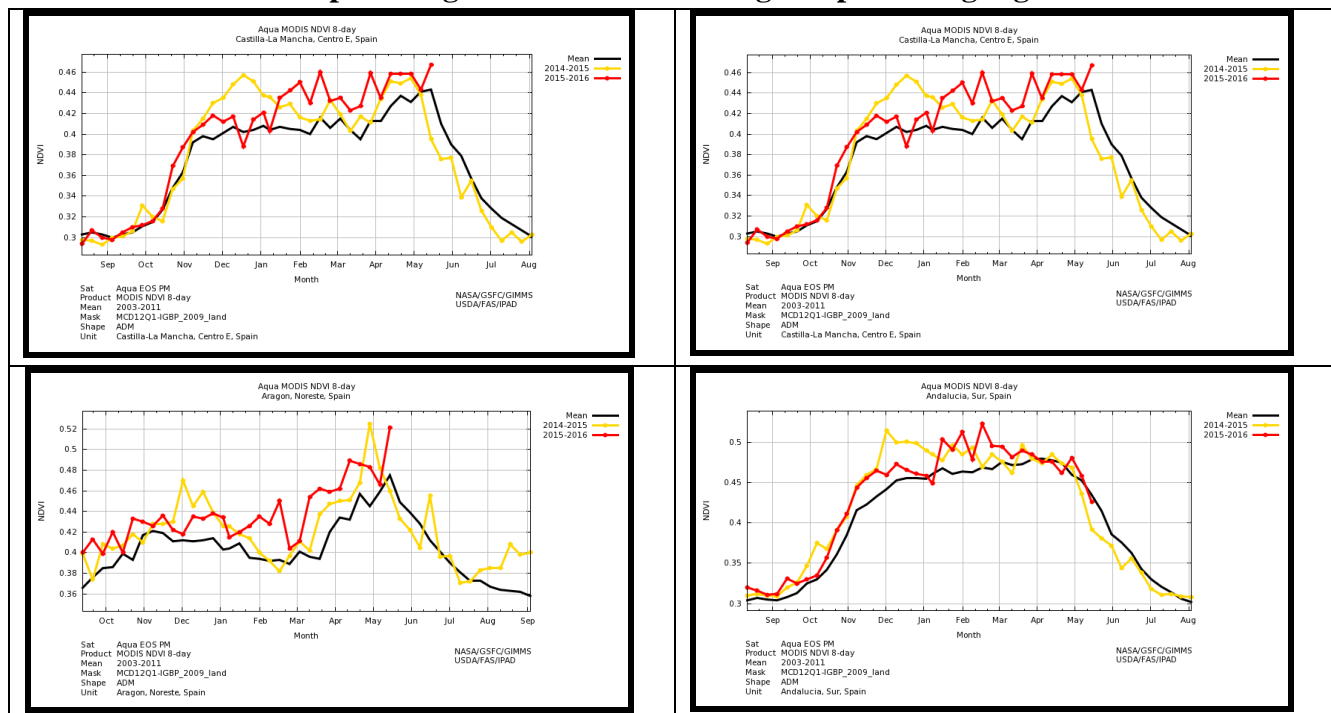 Aqua MODIS NDVI 8-day
Castilla-La Mancha, Centro E, Spain
Mean
2014-2015
2015-2016
0.46
0.44
0.42
0.4
0.38
0.36
0.34
0.32
0.3
NDVI
Sep Oct Nov Dec Jan Feb Mar Apr May Jun Jul Aug
Month
Sat Aqua EOS PM
Product MODIS NDVI 8-day
Mean 2003-2011
Mask MCD12Q1-IGBP_2009_land
Shape ADM
Unit Castilla-La Mancha, Centro E, Spain
NASA/GSFC/GIMMS
USDA/FAS/IPAD
Aqua MODIS NDVI 8-day
Castilla-La Mancha, Centro E, Spain
Mean
2014-2015
2015-2016
0.46
0.44
0.42
0.4
0.38
0.36
0.34
0.32
0.3
NDVI
Sep Oct Nov Dec Jan Feb Mar Apr May Jun Jul Aug
Month
Sat Aqua EOS PM
Product MODIS NDVI 8-day
Mean 2003-2011
Mask MCD12Q1-IGBP_2009_land
Shape ADM
Unit Castilla-La Mancha, Centro E, Spain
NASA/GSFC/GIMMS
USDA/FAS/IPAD
Aqua MODIS NDVI 8-day
Aragon, Noreste, Spain
Mean
2014-2015
2015-2016
0.52
0.5
0.48
0.46
0.44
0.42
0.4
0.38
0.36
NDVI
Oct Nov Dec Jan Feb Mar Apr May Jun Jul Aug Sep
Month
Sat Aqua EOS PM
Product MODIS NDVI 8-day
Mean 2003-2011
Mask MCD12Q1-IGBP_2009_land
Shape ADM
Unit Aragon, Noreste, Spain
NASA/GSFC/GIMMS
USDA/FAS/IPAD
Aqua MODIS NDVI 8-day
Andalucia, Sur, Spain
Mean
2014-2015
2015-2016
0.5
0.45
0.4
0.35
0.3
NDVI
Sep Oct Nov Dec Jan Feb Mar Apr May Jun Jul Aug
Month
Sat Aqua EOS PM
Product MODIS NDVI 8-day
Mean 2003-2011
Mask MCD12Q1-IGBP_2009_land
Shape ADM
Unit Andalucia, Sur, Spain
NASA/GSFC/GIMMS
USDA/FAS/IPAD